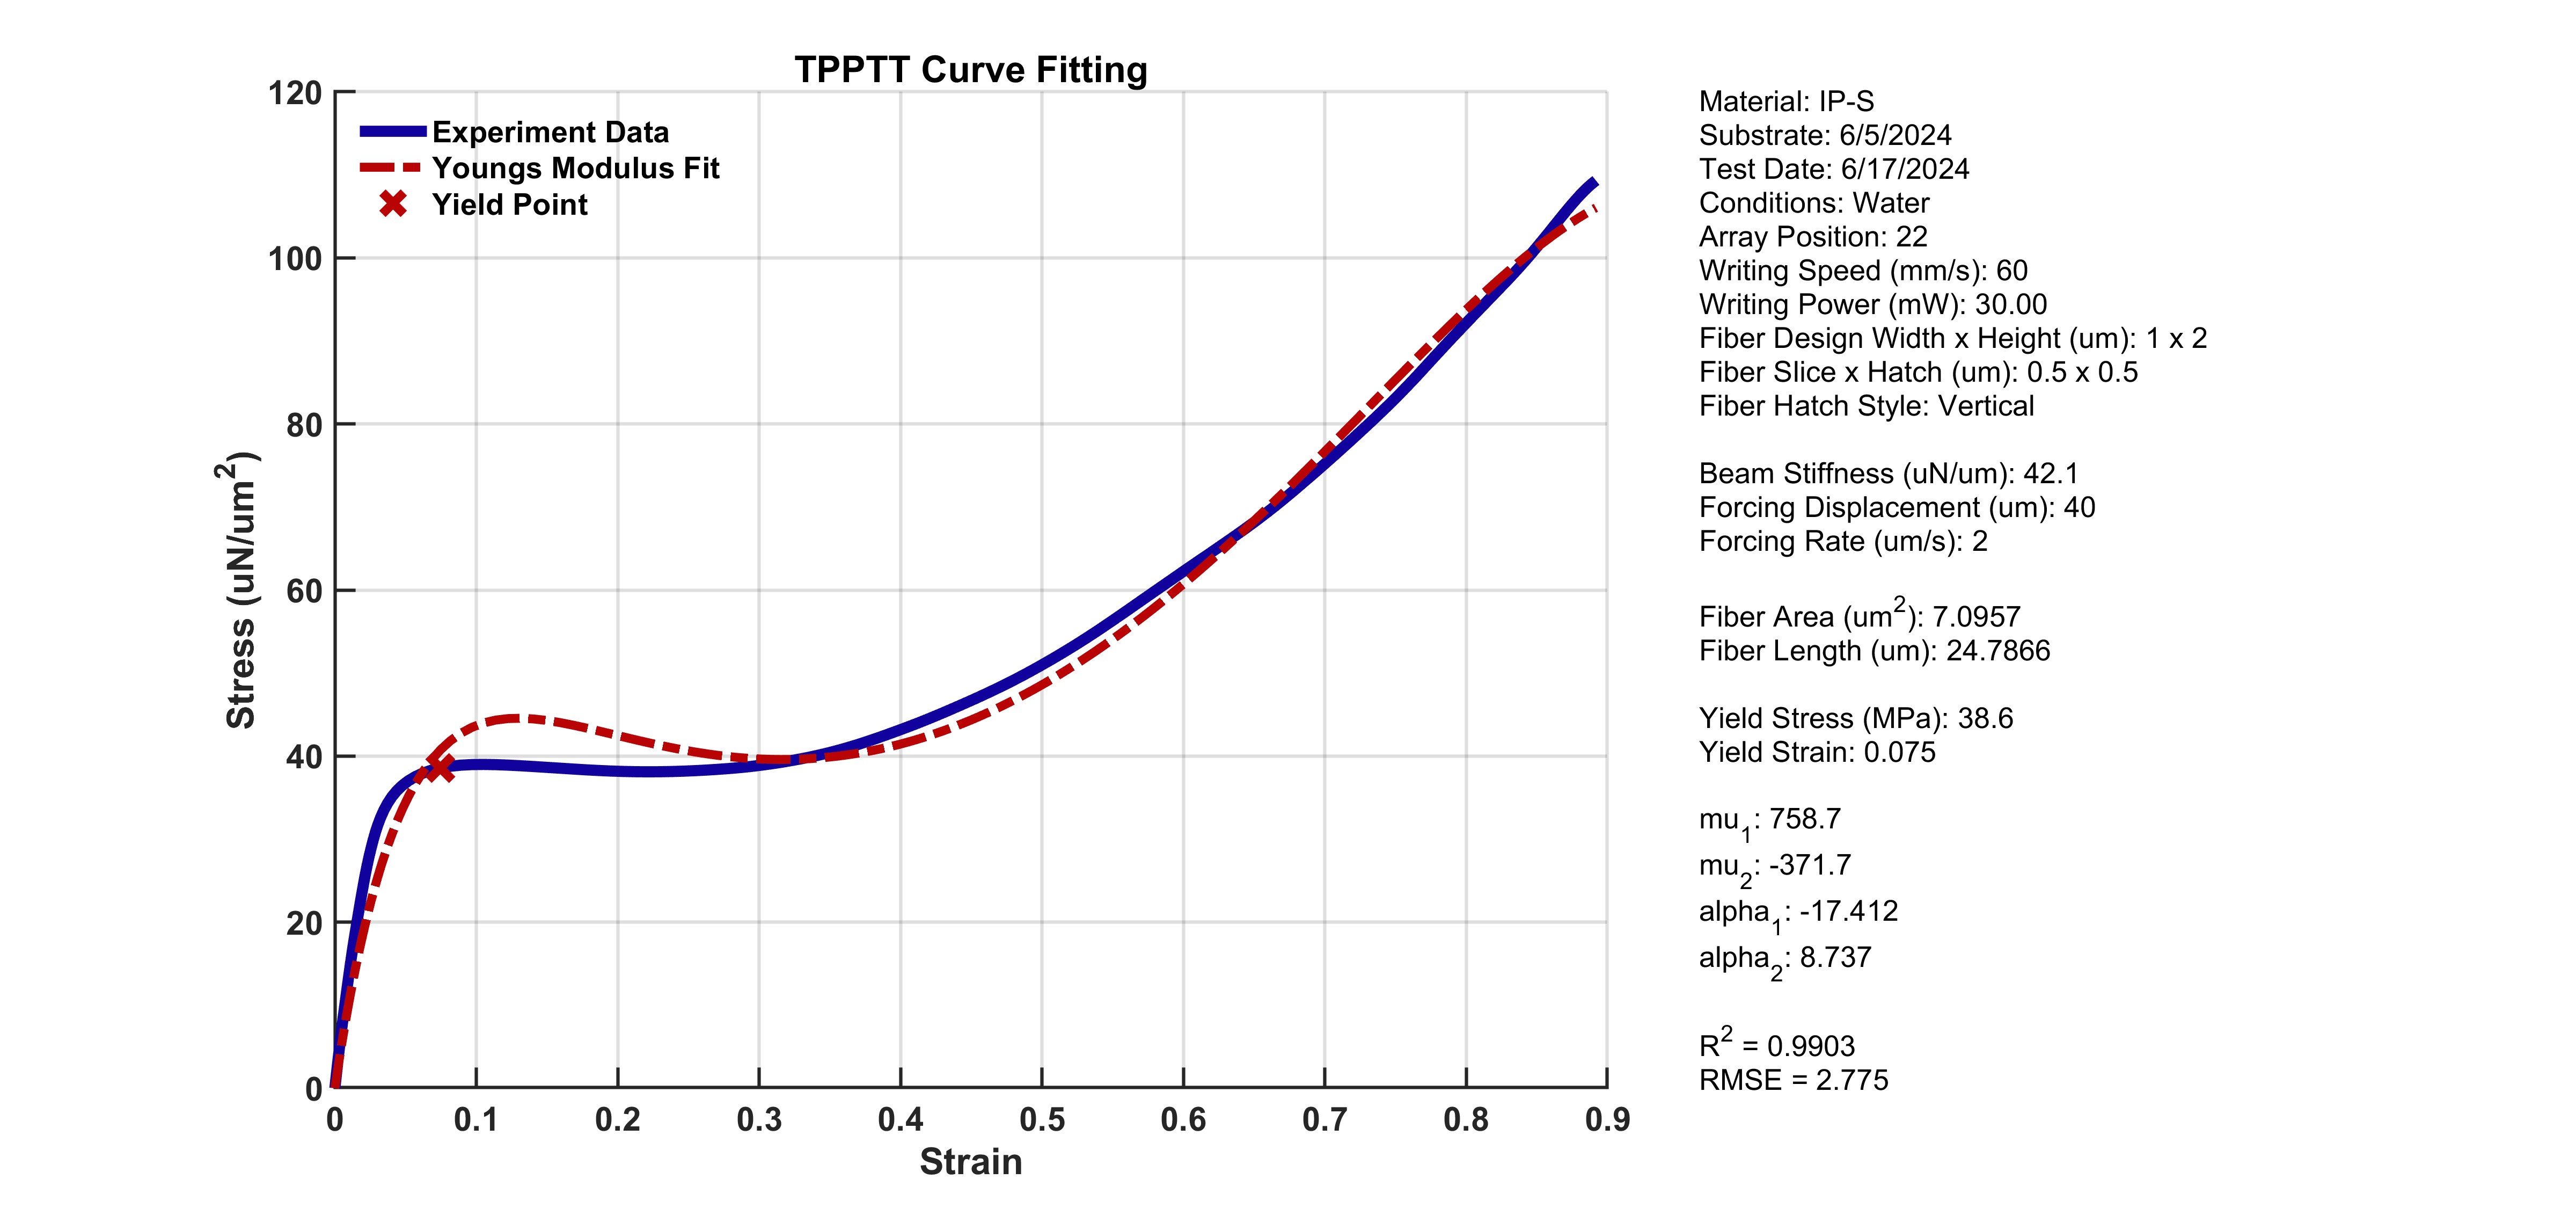 TPPTT Curve Fitting
120
100
80
60
40
20
0
Stress (uN/um²)
Experiment Data
Youngs Modulus Fit
Yield Point
0 0.1 0.2 0.3 0.4 0.5 0.6 0.7 0.8 0.9
Strain
Material: IP-S
Substrate: 6/5/2024
Test Date: 6/17/2024
Conditions: Water
Array Position: 22
Writing Speed (mm/s): 60
Writing Power (mW): 30.00
Fiber Design Width x Height (um): 1 x 2
Fiber Slice x Hatch (um): 0.5 x 0.5
Fiber Hatch Style: Vertical
Beam Stiffness (uN/um): 42.1
Forcing Displacement (um): 40
Forcing Rate (um/s): 2
Fiber Area (um²): 7.0957
Fiber Length (um): 24.7866
Yield Stress (MPa): 38.6
Yield Strain: 0.075
mu₁: 758.7
mu₂: -371.7
alpha₁: -17.412
alpha₂: 8.737
R² = 0.9903
RMSE = 2.775